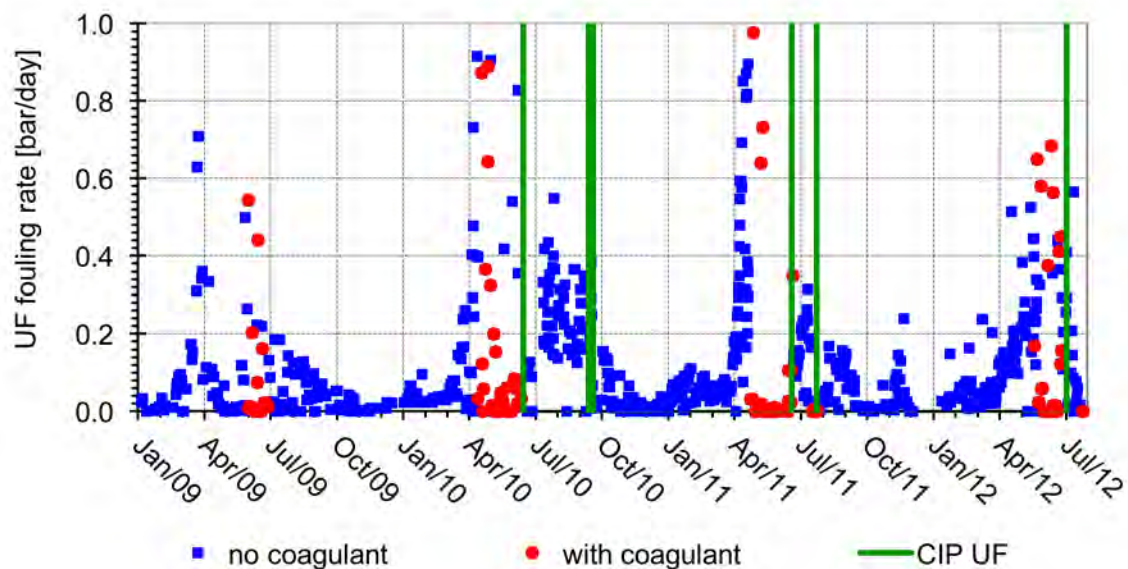 UF fouling rate [bar/day]
1.0
0.8
0.6
0.4
0.2
0.0
Jan/09
Apr/09
Jul/09
Oct/09
Jan/10
Apr/10
Jul/10
Oct/10
Jan/11
Apr/11
Jul/11
Oct/11
Jan/12
Apr/12
Jul/12
no coagulant
with coagulant
CIP UF